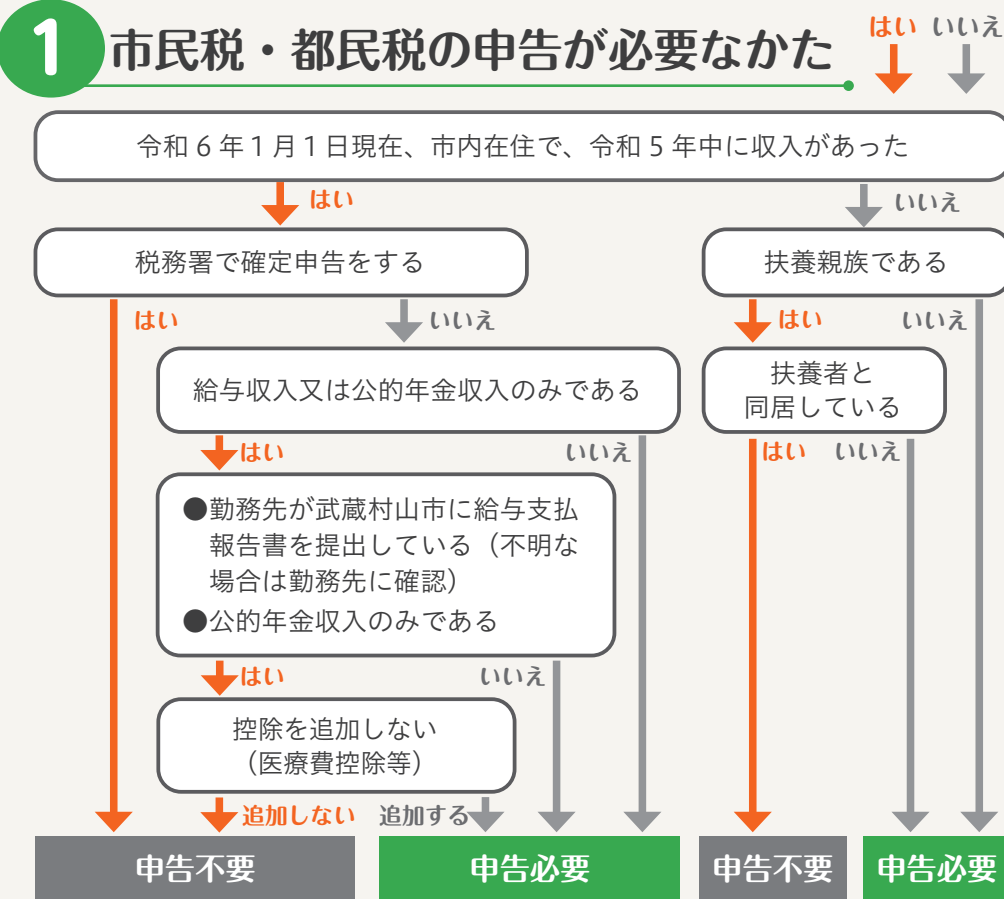 1 市民税・都民税の申告が必要なかた
はい いいえ
令和6年1月1日現在、市内在住で、令和5年中に収入があった
はい
いいえ
税務署で確定申告をする
扶養親族である
はい
いいえ
はい
いいえ
給与収入又は公的年金収入のみである
扶養者と
同居している
はい
いいえ
はい
いいえ
●勤務先が武蔵村山市に給与支払
報告書を提出している（不明な
場合は勤務先に確認）
●公的年金収入のみである
はい
いいえ
控除を追加しない
（医療費控除等）
追加しない
追加する
申告不要
申告必要
申告不要
申告必要